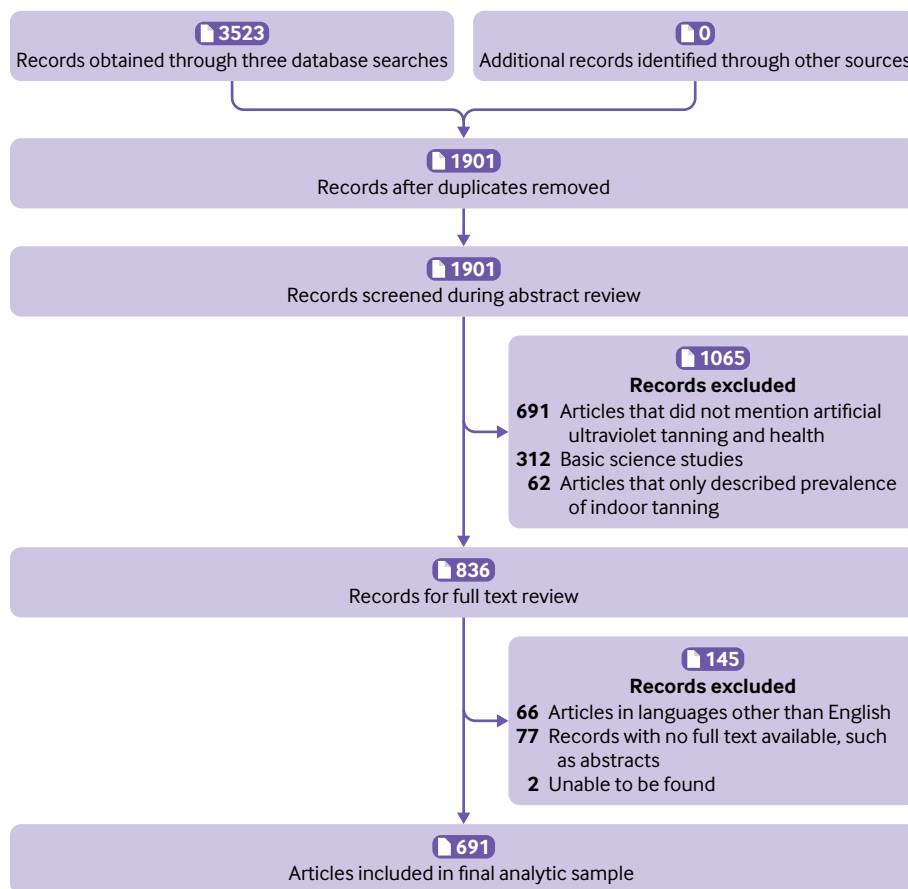 3523
Records obtained through three database searches
0
Additional records identified through other sources
1901
Records after duplicates removed
1901
Records screened during abstract review
1065
Records excluded
691 Articles that did not mention artificial
ultraviolet tanning and health
312 Basic science studies
62 Articles that only described prevalence
of indoor tanning
836
Records for full text review
145
Records excluded
66 Articles in languages other than English
77 Records with no full text available, such
as abstracts
2 Unable to be found
691
Articles included in final analytic sample